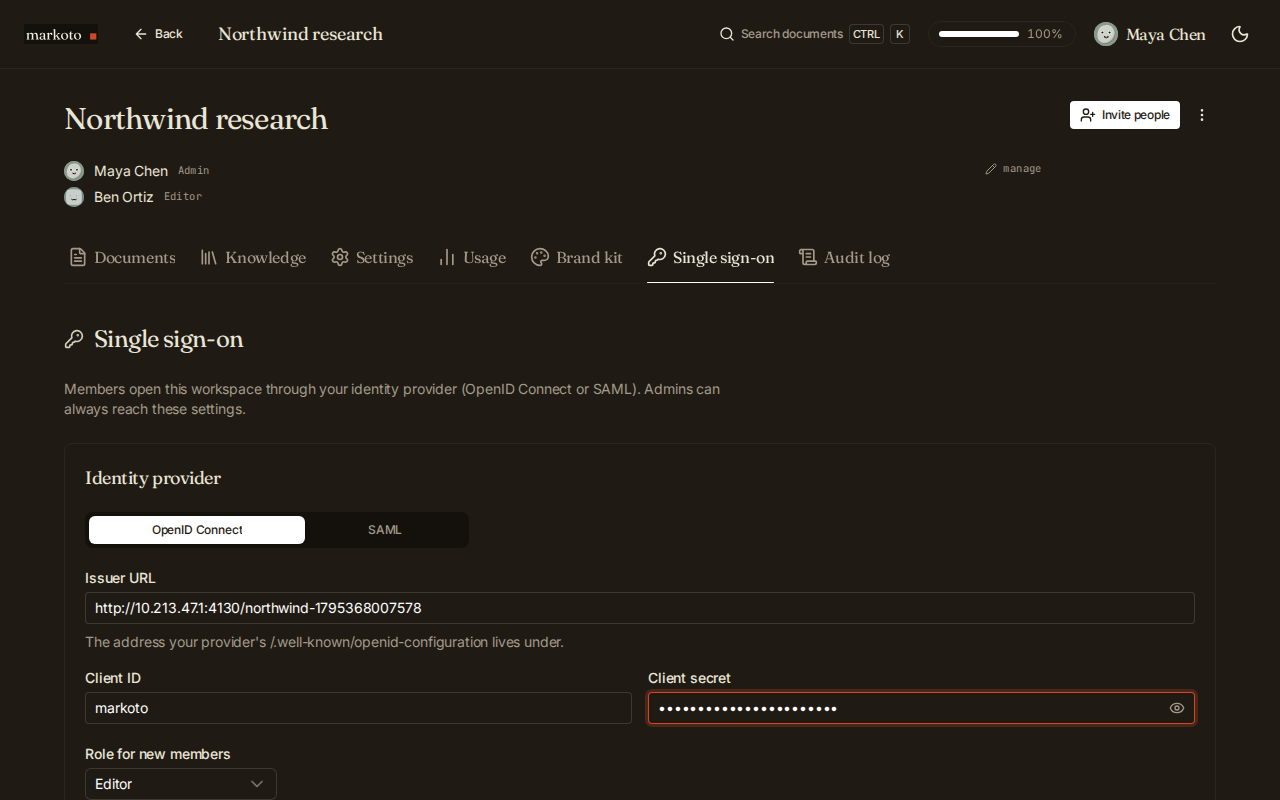 markoto
Back
Northwind research
Search documents CTRL K
100%
Maya Chen
Northwind research
Invite people
Maya Chen Admin
manage
Ben Ortiz Editor
Documents
Knowledge
Settings
Usage
Brand kit
Single sign-on
Audit log
Single sign-on
Members open this workspace through your identity provider (OpenID Connect or SAML). Admins can
always reach these settings.
Identity provider
OpenID Connect
SAML
Issuer URL
http://10.213.47.1:4130/northwind-1795368007578
The address your provider's /.well-known/openid-configuration lives under.
Client ID
Client secret
markoto
•••••••••••••••••••••••
Role for new members
Editor